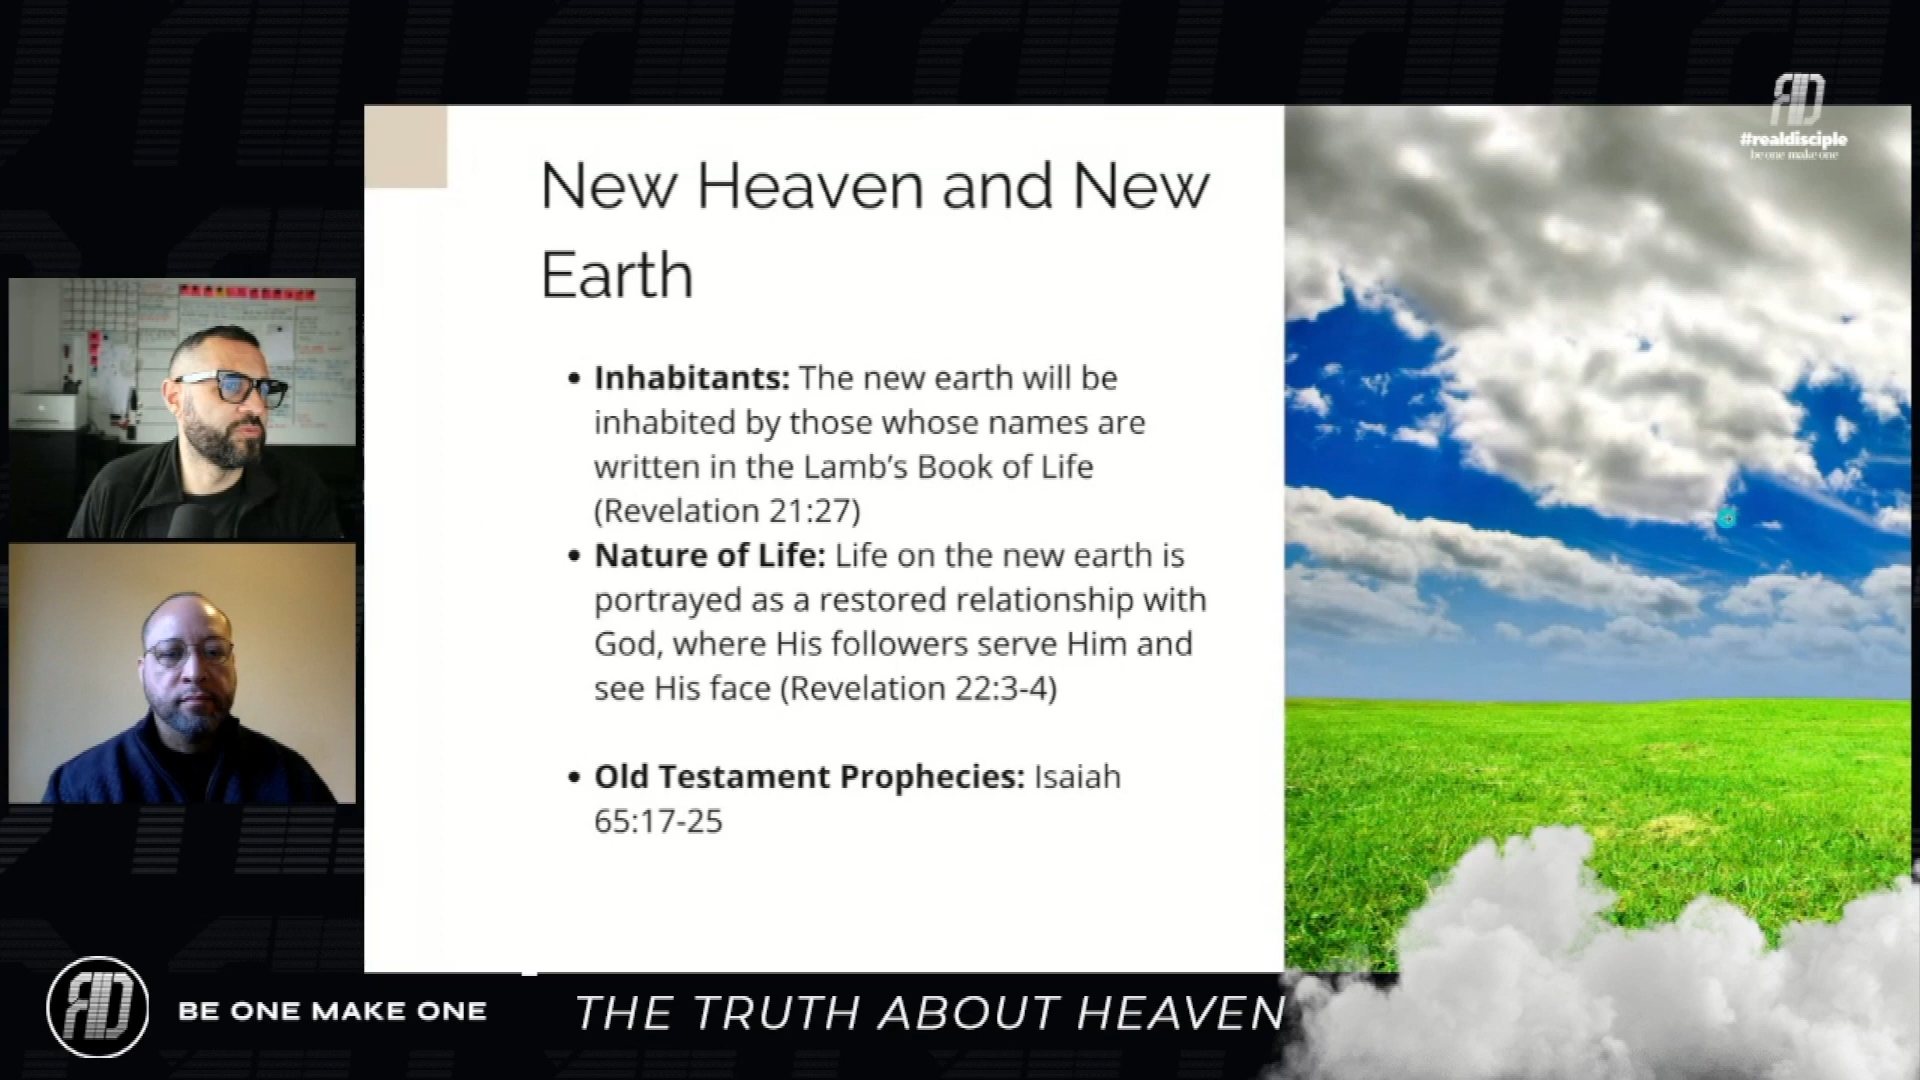 #realdisciple
be one make one
New Heaven and New
Earth
• Inhabitants: The new earth will be
inhabited by those whose names are
written in the Lamb’s Book of Life
(Revelation 21:27)
• Nature of Life: Life on the new earth is
portrayed as a restored relationship with
God, where His followers serve Him and
see His face (Revelation 22:3-4)
• Old Testament Prophecies: Isaiah
65:17-25
BE ONE MAKE ONE
THE TRUTH ABOUT HEAVEN